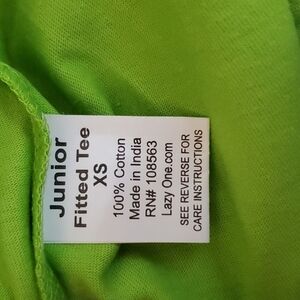 Junior
Fitted Tee
XS
100% Cotton
Made in India
RN# 108563
Lazy One.com
SEE REVERSE FOR
CARE INSTRUCTIONS